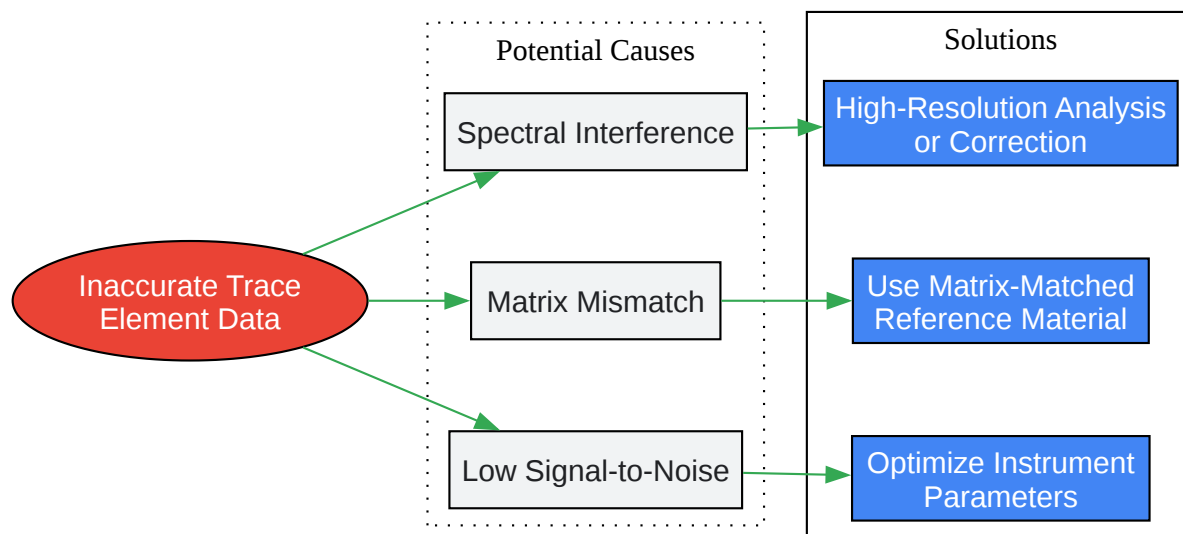 Potential Causes
Solutions
Spectral Interference
High-Resolution Analysis
or Correction
Inaccurate Trace
Element Data
Matrix Mismatch
Use Matrix-Matched
Reference Material
Low Signal-to-Noise
Optimize Instrument
Parameters